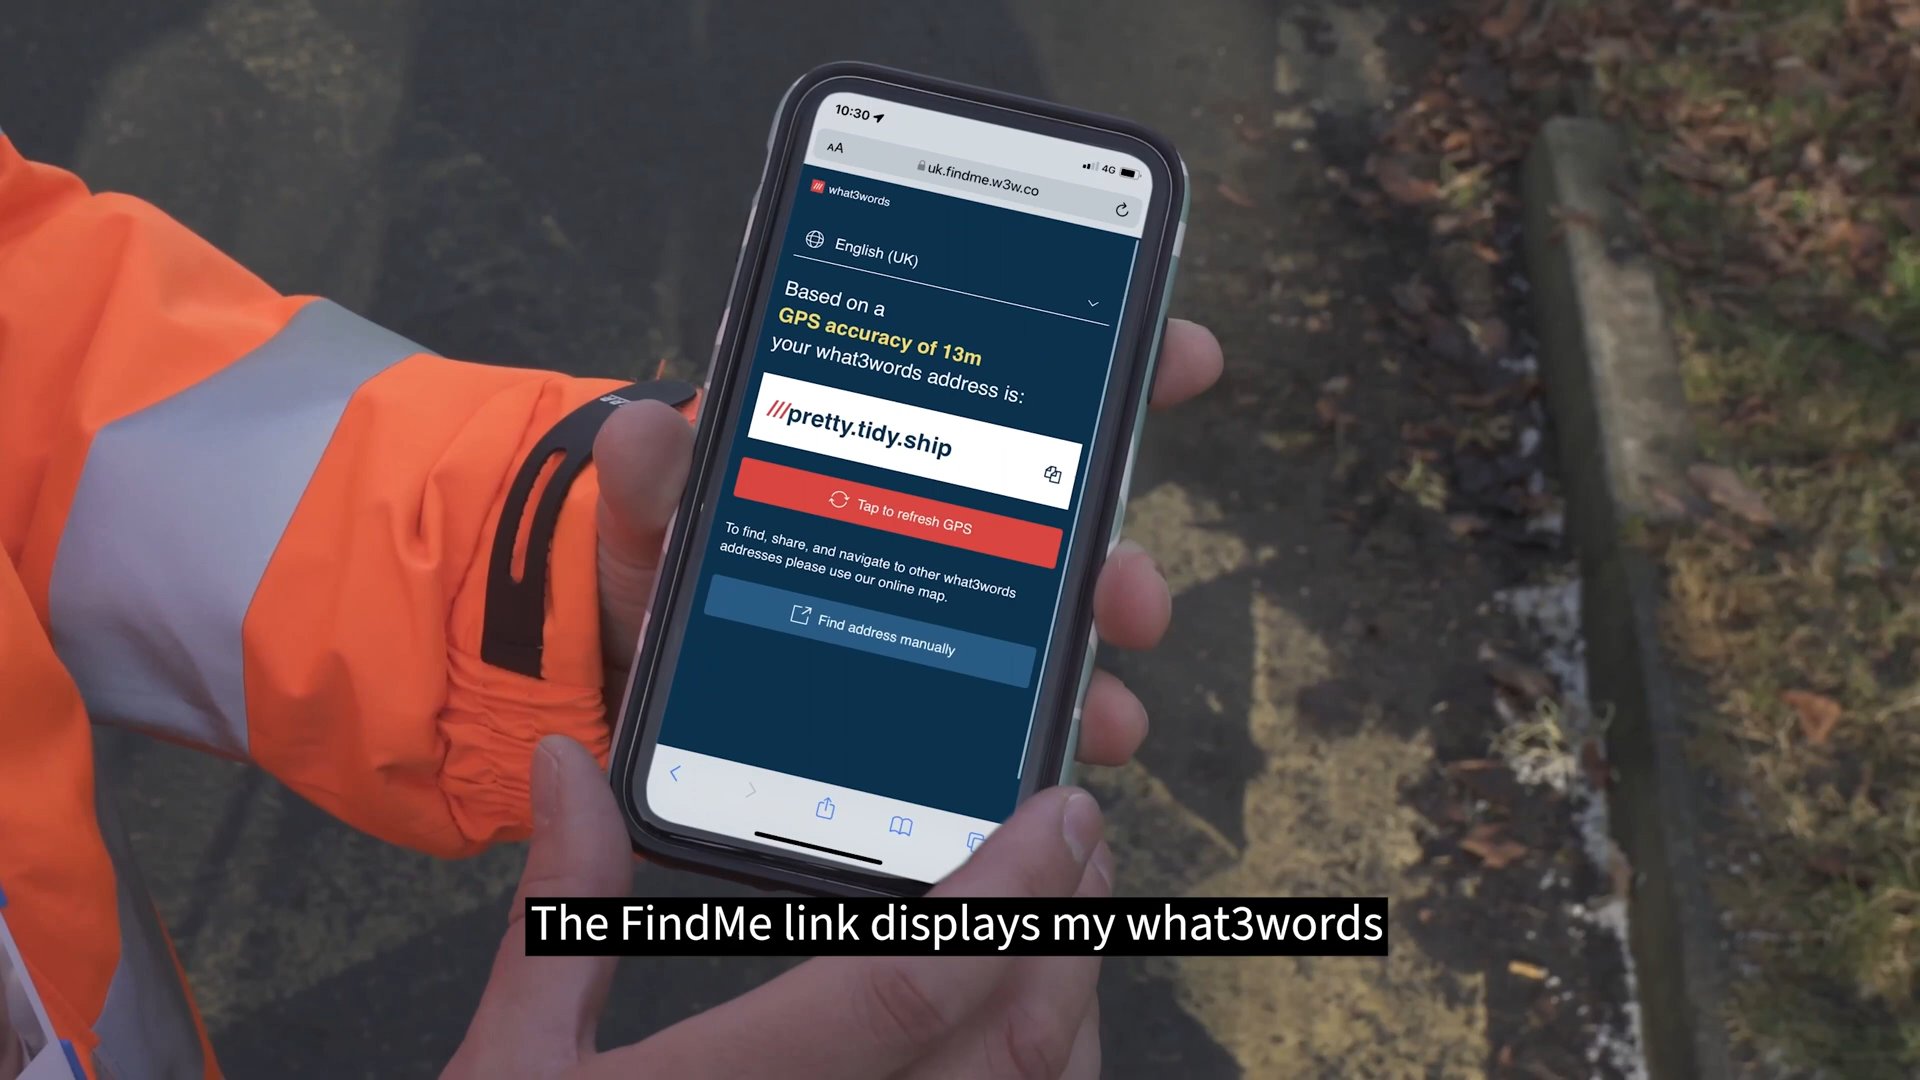 10:30
4G
AA
uk.findme.w3w.co
/// what3words
English (UK)
Based on a
GPS accuracy of 13m
your what3words address is:
///pretty.tidy.ship
Tap to refresh GPS
To find, share, and navigate to other what3words
addresses please use our online map.
Find address manually
The FindMe link displays my what3words